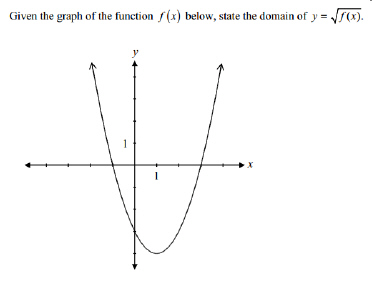 Given the graph of the function f(x) below, state the domain of y = √f(x).
y
1
x
1